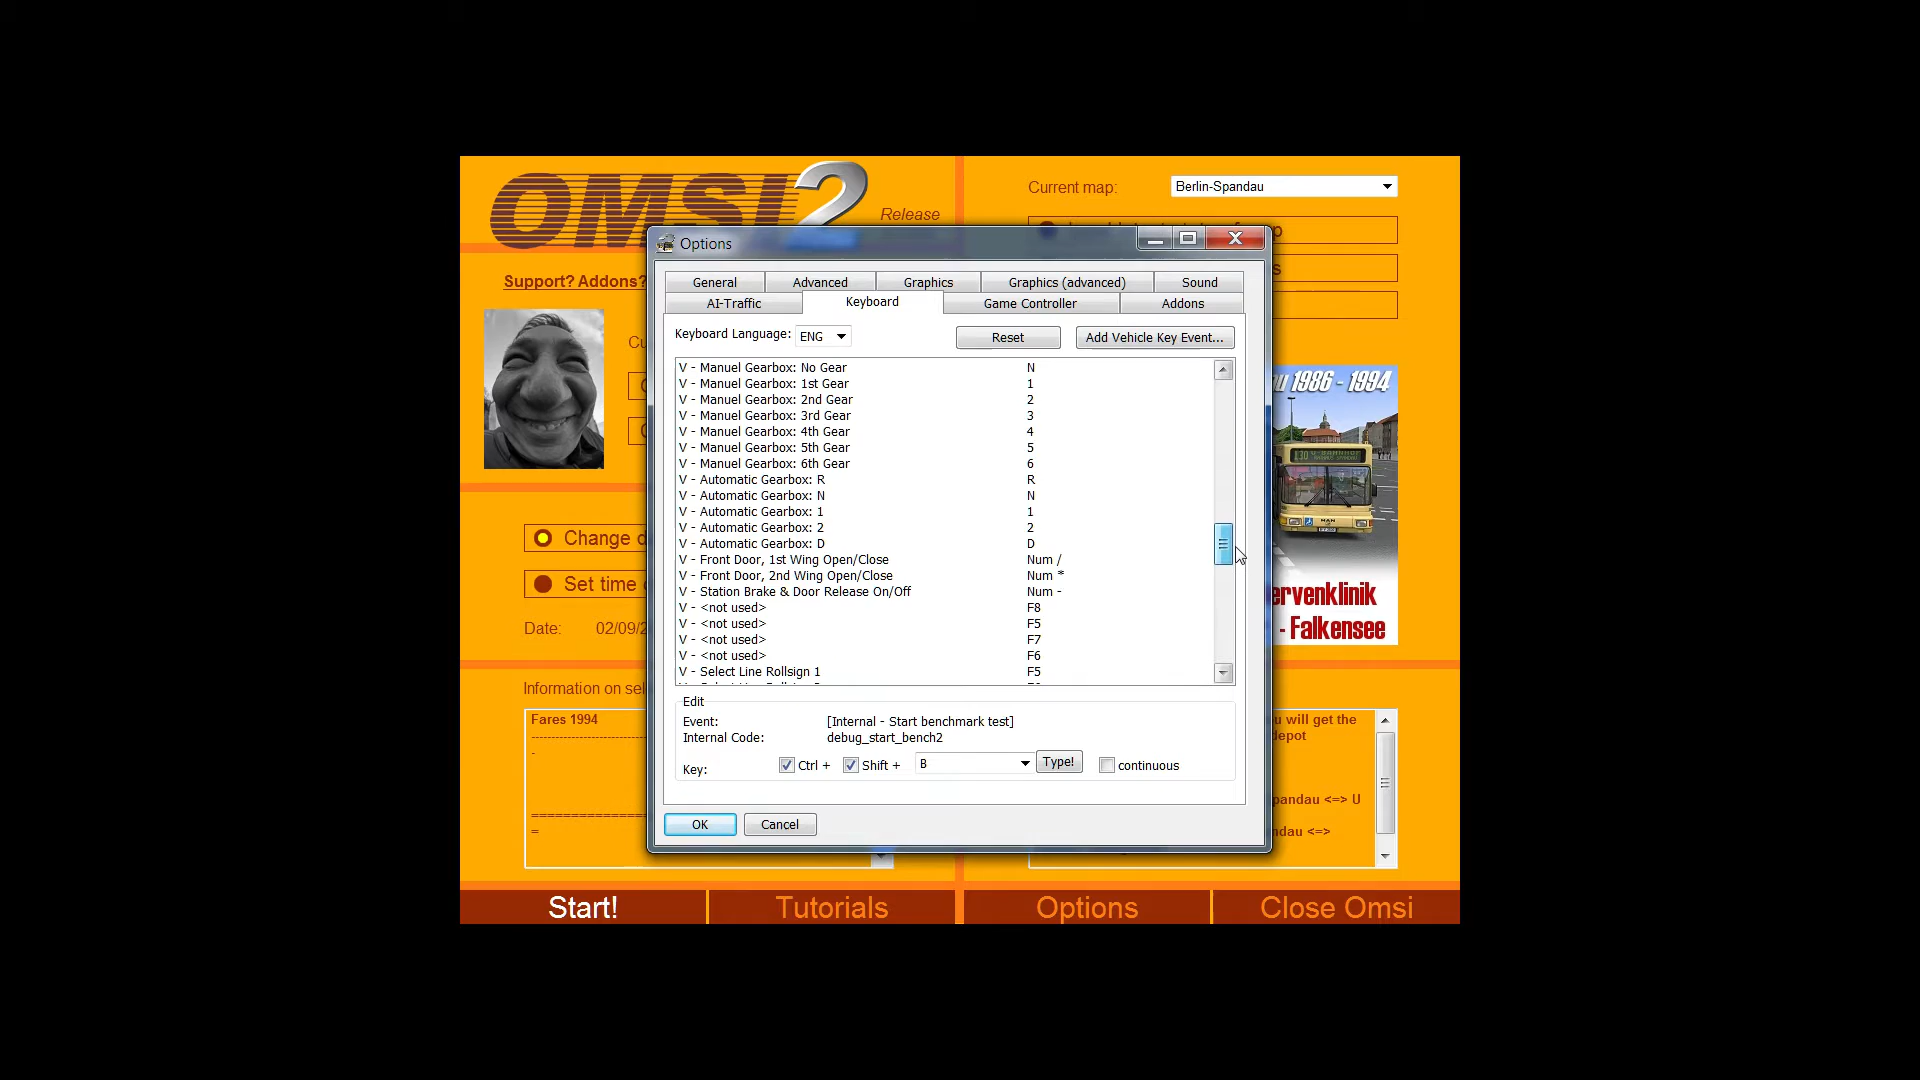 OMSI 2
Release
Current map:
Berlin-Spandau
Options
Support? Addons?
General
Advanced
Graphics
Graphics (advanced)
Sound
AI-Traffic
Keyboard
Game Controller
Addons
Keyboard Language:
ENG
Reset
Add Vehicle Key Event...
V - Manuel Gearbox: No Gear N
V - Manuel Gearbox: 1st Gear 1
V - Manuel Gearbox: 2nd Gear 2
V - Manuel Gearbox: 3rd Gear 3
V - Manuel Gearbox: 4th Gear 4
V - Manuel Gearbox: 5th Gear 5
V - Manuel Gearbox: 6th Gear 6
V - Automatic Gearbox: R R
V - Automatic Gearbox: N N
V - Automatic Gearbox: 1 1
V - Automatic Gearbox: 2 2
V - Automatic Gearbox: D D
V - Front Door, 1st Wing Open/Close Num /
V - Front Door, 2nd Wing Open/Close Num *
V - Station Brake & Door Release On/Off Num -
V - <not used> F8
V - <not used> F5
V - <not used> F7
V - <not used> F6
V - Select Line Rollsign 1 F5
Edit
Event: [Internal - Start benchmark test]
Internal Code: debug_start_bench2
Key: Ctrl + Shift + B Type! continuous
OK
Cancel
Change d
Set time
Date: 02/09/
Information on sel
Fares 1994
-
=
u 1986 - 1994
ervenklinik
- Falkensee
u will get the
depot
pandau <=> U
ndau <=>
Start!
Tutorials
Options
Close Omsi